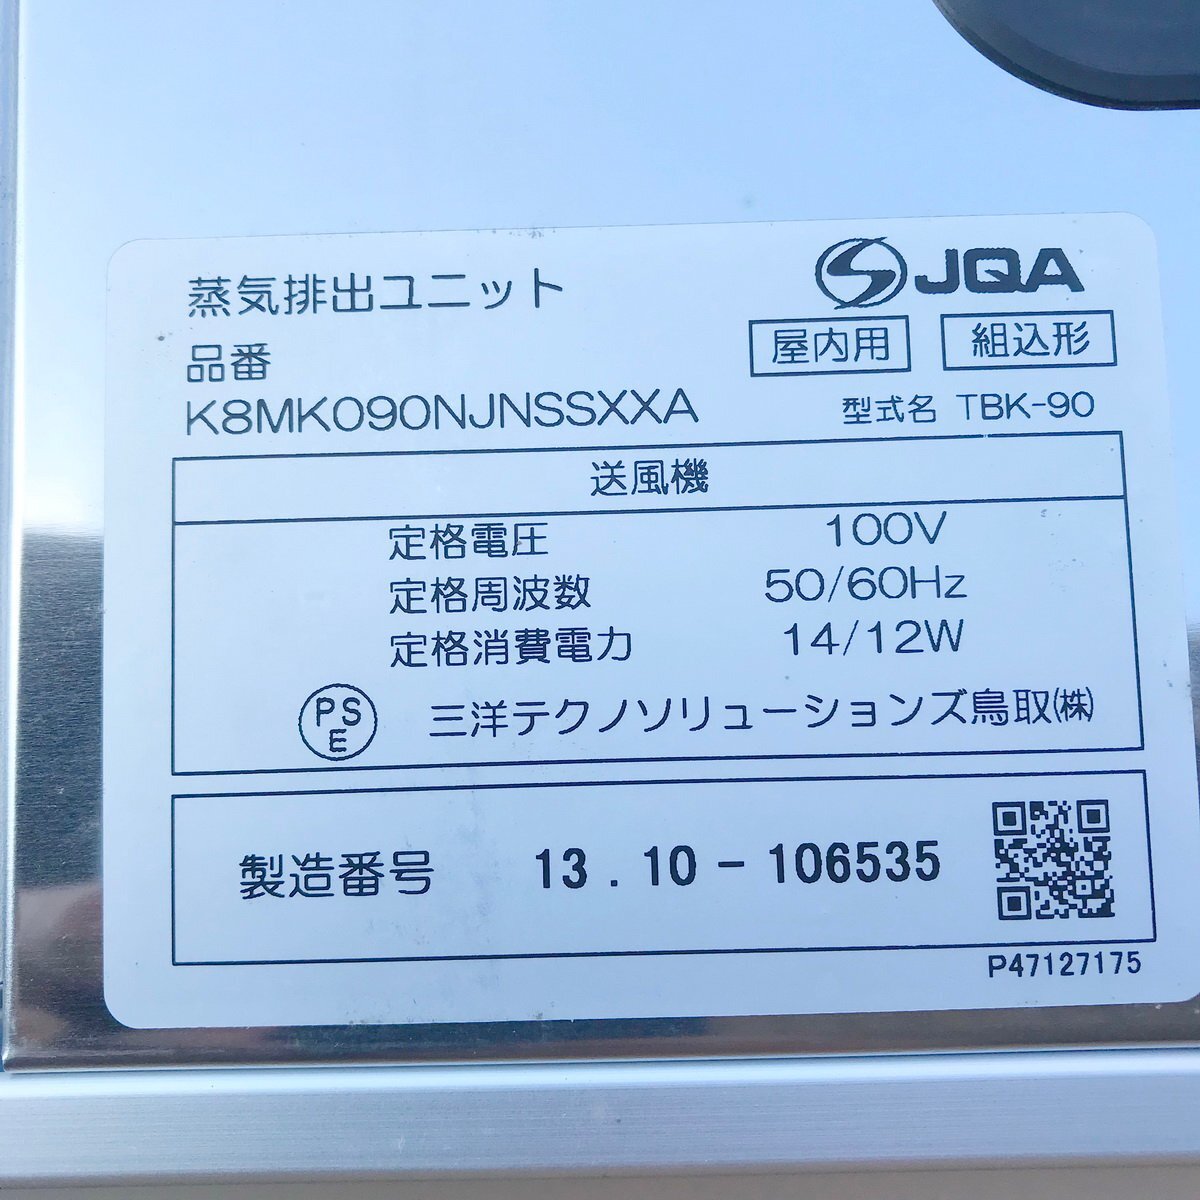 蒸気排出ユニット
JQA
品番
屋内用 組込形
K8MK090NJNSSXXA
型式名 TBK-90
送風機
定格電圧 100V
定格周波数 50/60Hz
定格消費電力 14/12W
PSE 三洋テクノソリューションズ鳥取㈱
製造番号 13.10-106535
P47127175